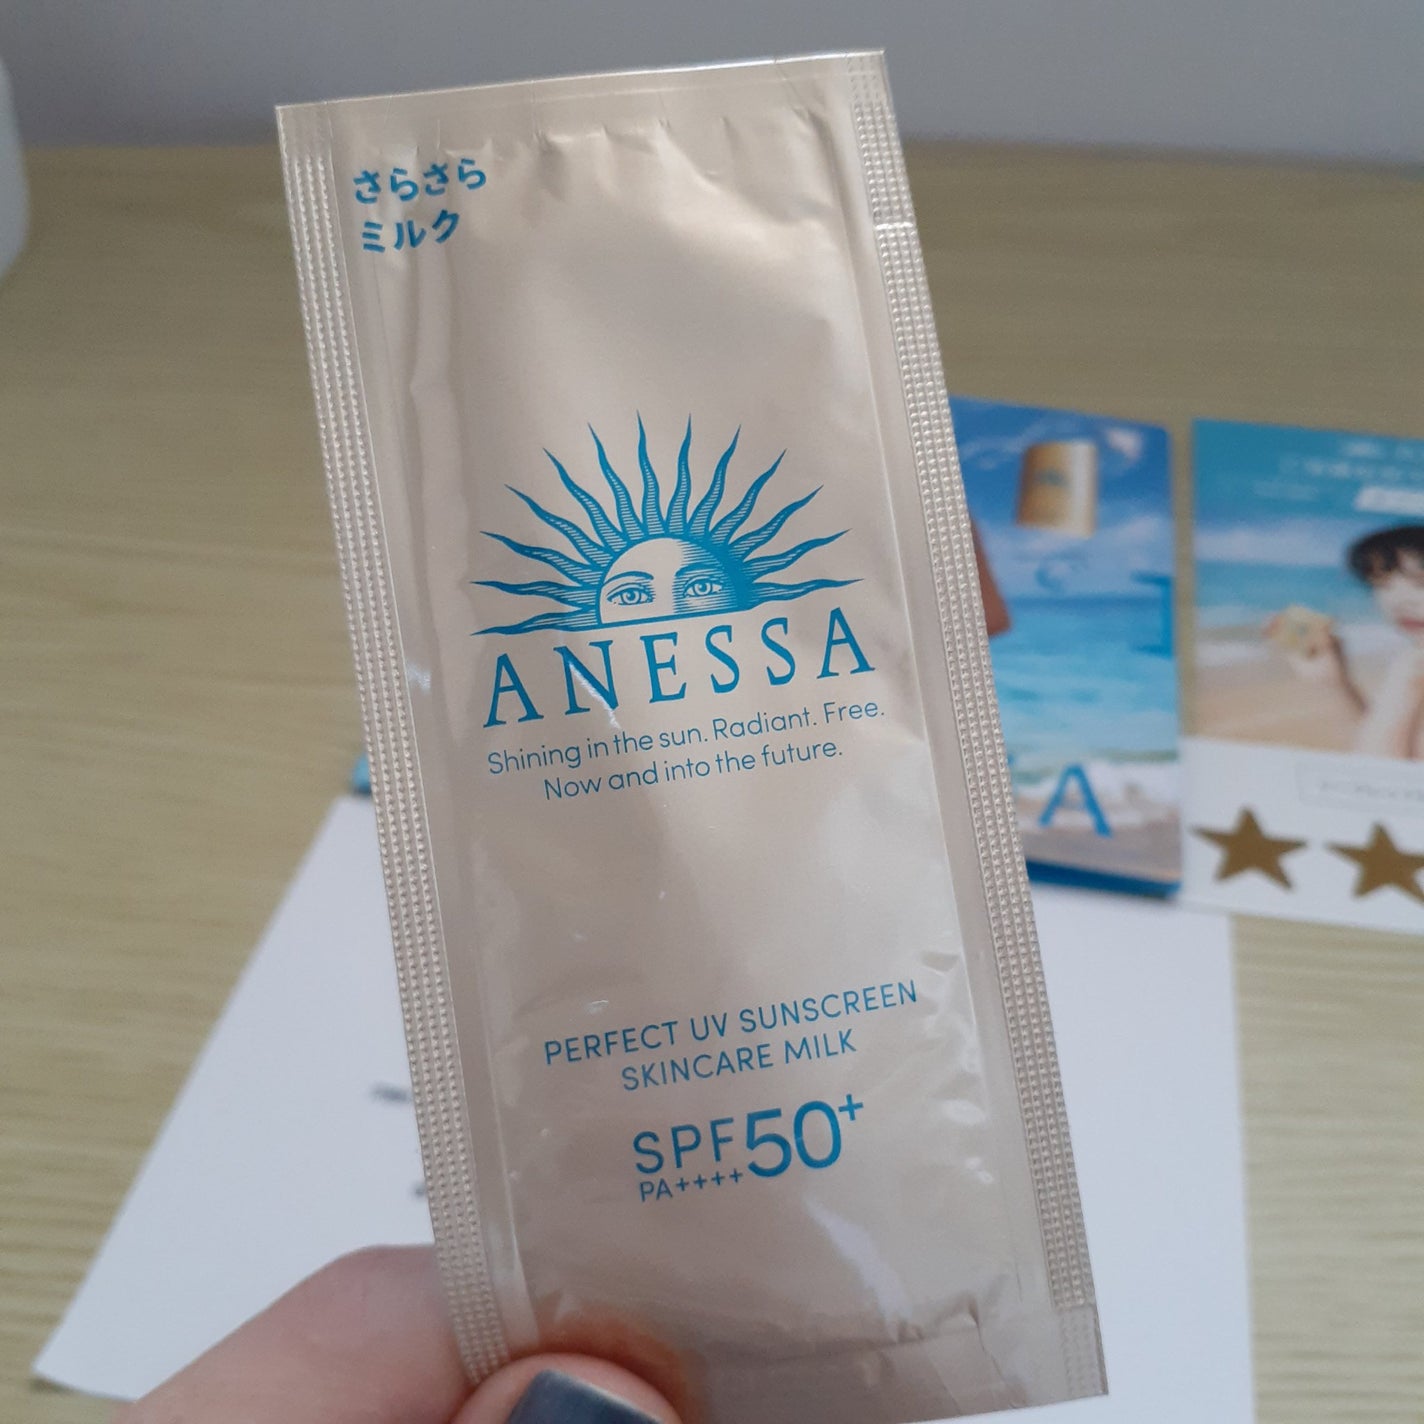 さらさら
ミルク
ANESSA
Shining in the sun. Radiant. Free.
Now and into the future.
PERFECT UV SUNSCREEN
SKINCARE MILK
SPF50+
PA++++
A